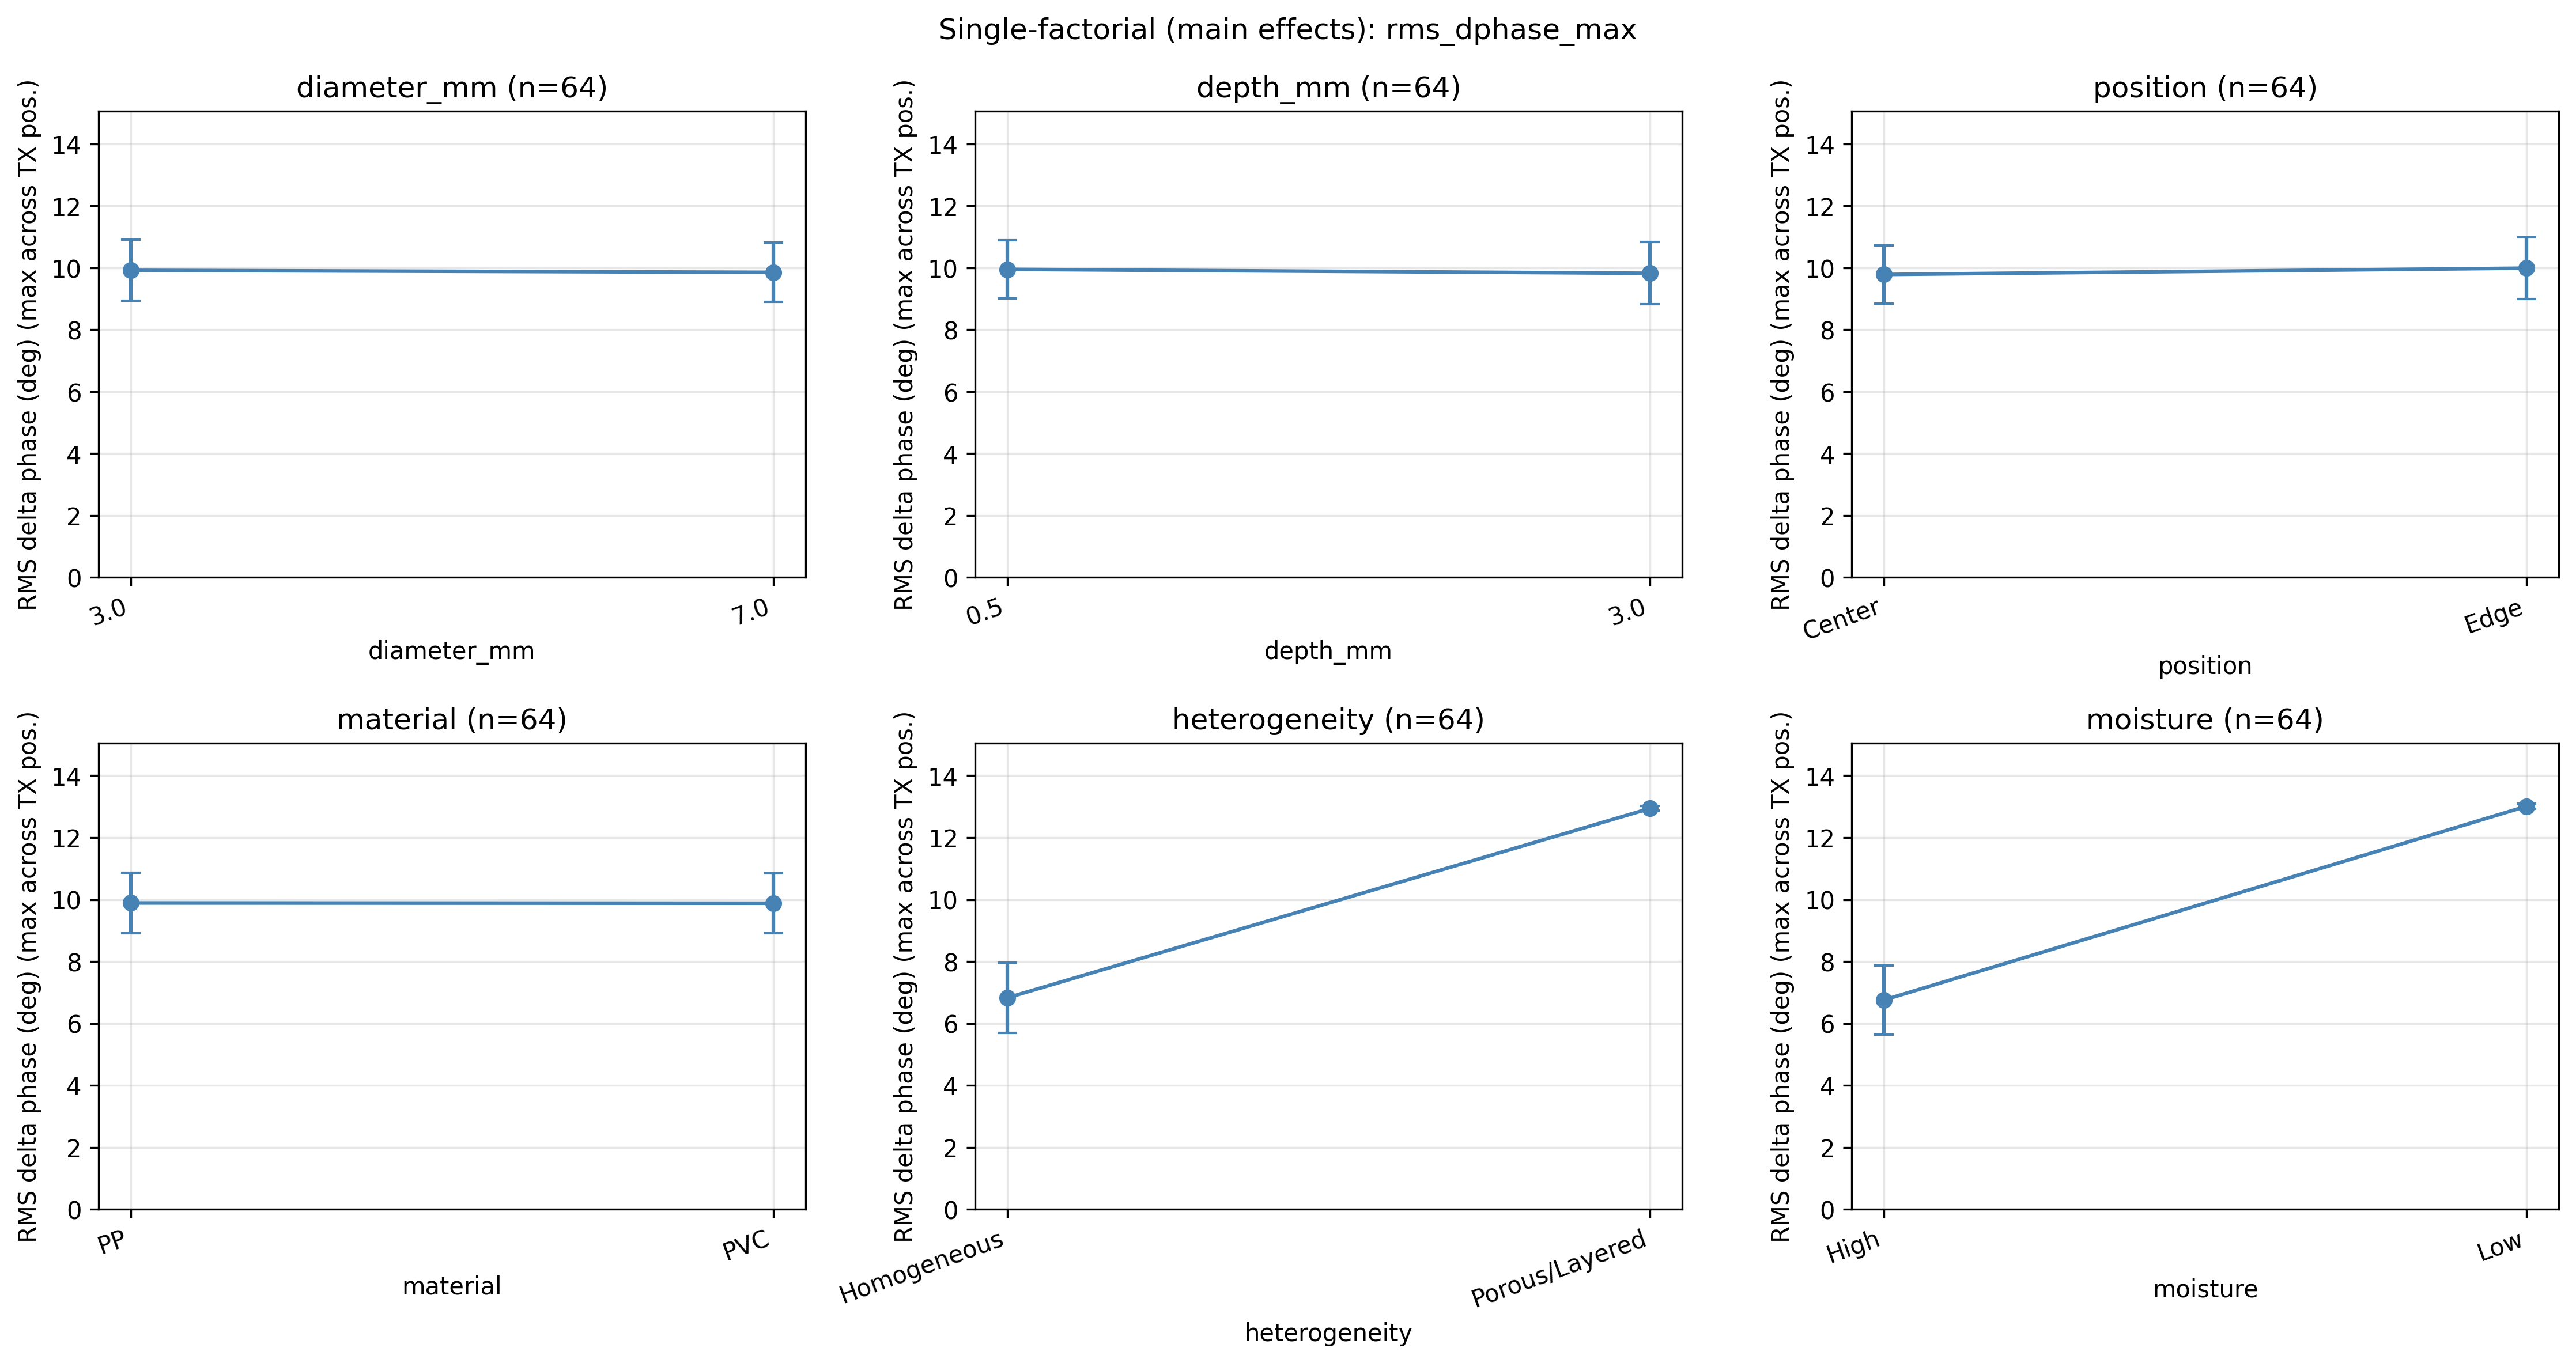 Single-factorial (main effects): rms_dphase_max
diameter_mm (n=64)
RMS delta phase (deg) (max across TX pos.)
14
12
10
8
6
4
2
0
3.0
7.0
diameter_mm
depth_mm (n=64)
RMS delta phase (deg) (max across TX pos.)
14
12
10
8
6
4
2
0
0.5
3.0
depth_mm
position (n=64)
RMS delta phase (deg) (max across TX pos.)
14
12
10
8
6
4
2
0
Center
Edge
position
material (n=64)
RMS delta phase (deg) (max across TX pos.)
14
12
10
8
6
4
2
0
PP
PVC
material
heterogeneity (n=64)
RMS delta phase (deg) (max across TX pos.)
14
12
10
8
6
4
2
0
Homogeneous
Porous/Layered
heterogeneity
moisture (n=64)
RMS delta phase (deg) (max across TX pos.)
14
12
10
8
6
4
2
0
High
Low
moisture